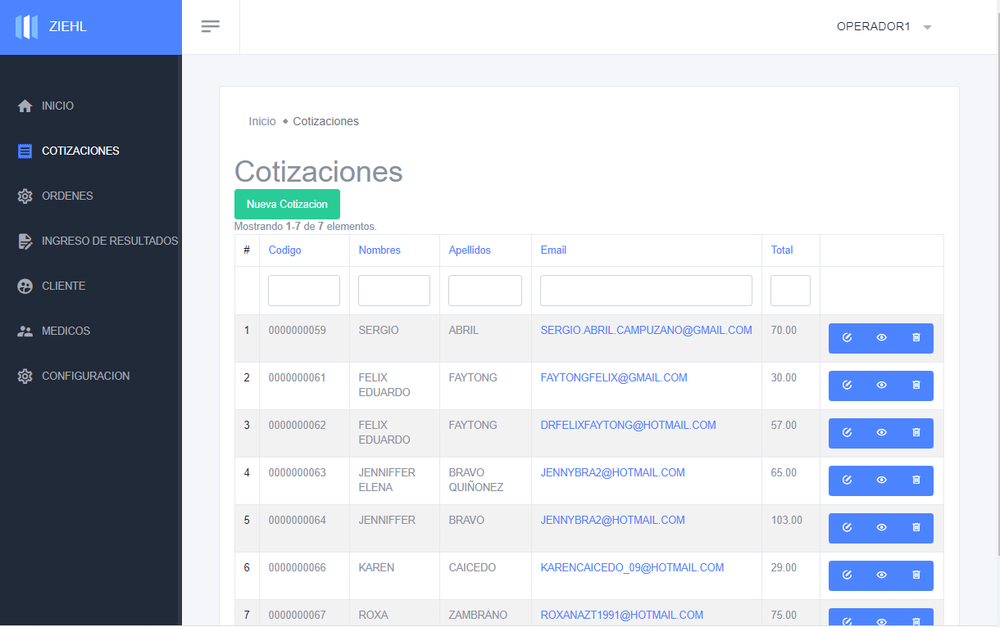 ZIEHL
OPERADOR1
INICIO
COTIZACIONES
ORDENES
INGRESO DE RESULTADOS
CLIENTE
MEDICOS
CONFIGURACION
Inicio ◆ Cotizaciones
Cotizaciones
Nueva Cotizacion
Mostrando 1-7 de 7 elementos.
# Codigo Nombres Apellidos Email Total
1 0000000059 SERGIO ABRIL SERGIO.ABRIL.CAMPUZANO@GMAIL.COM 70.00
2 0000000061 FELIX FAYTONG FAYTONGFELIX@GMAIL.COM 30.00
EDUARDO
3 0000000062 FELIX FAYTONG DRFELIXFAYTONG@HOTMAIL.COM 57.00
EDUARDO
4 0000000063 JENNIFFER BRAVO JENNYBRA2@HOTMAIL.COM 65.00
ELENA QUIÑONEZ
5 0000000064 JENNIFFER BRAVO JENNYBRA2@HOTMAIL.COM 103.00
6 0000000066 KAREN CAICEDO KARENCAICEDO_09@HOTMAIL.COM 29.00
7 0000000067 ROXA ZAMBRANO ROXANAZT1991@HOTMAIL.COM 75.00